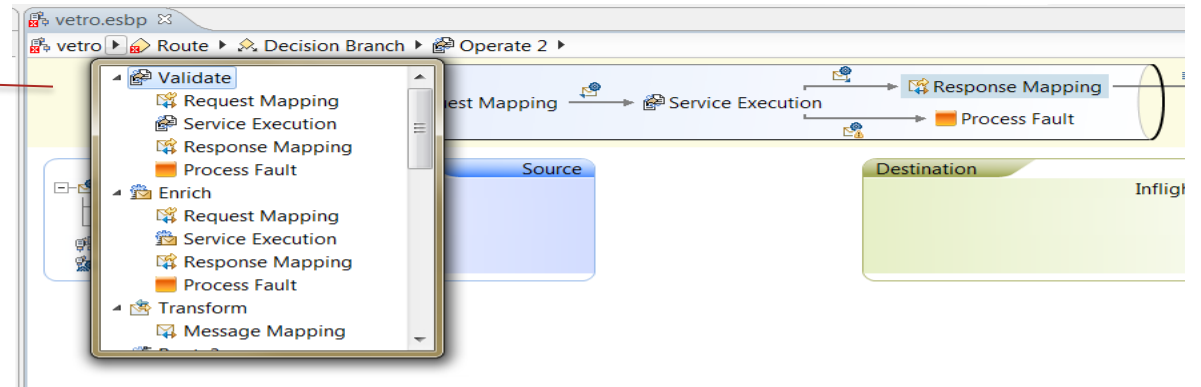 vetro.esbp
vetro Route Decision Branch Operate 2
Validate
Request Mapping
Service Execution
Response Mapping
Process Fault
Enrich
Request Mapping
Service Execution
Response Mapping
Process Fault
Transform
Message Mapping
est Mapping
Service Execution
Response Mapping
Process Fault
Source
Destination
Inflig